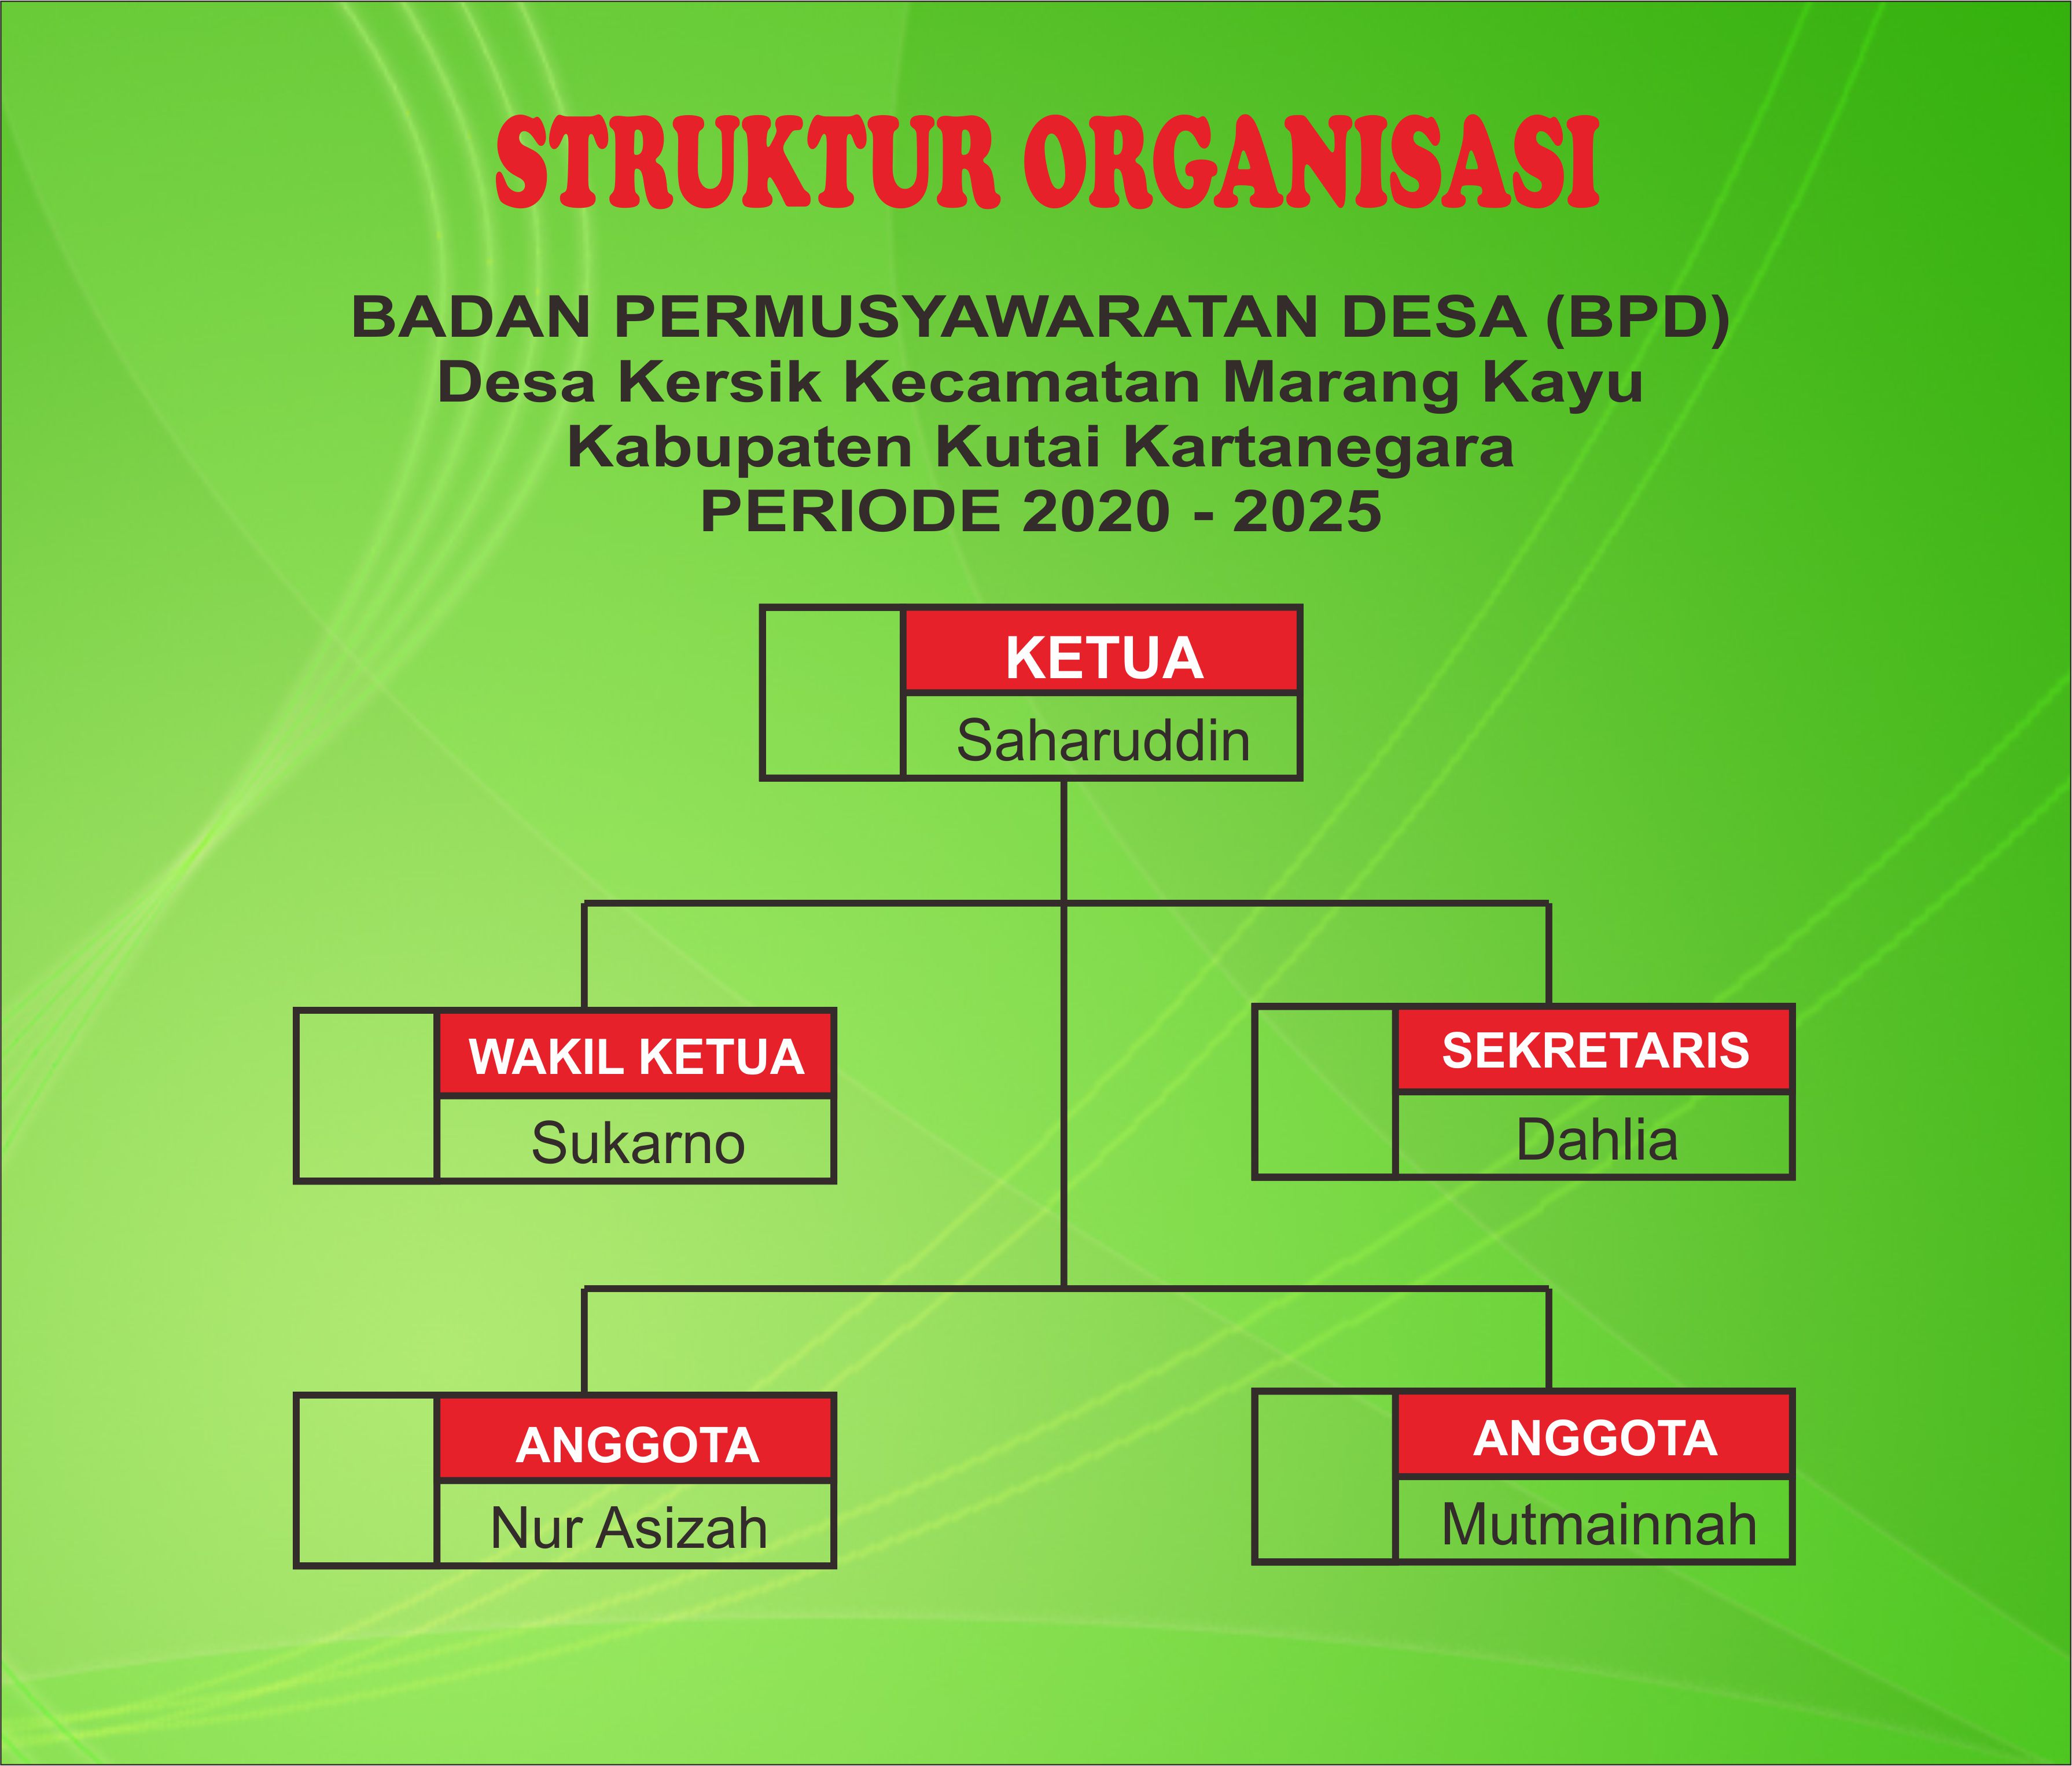 STRUKTUR ORGANISASI
BADAN PERMUSYAWARATAN DESA (BPD)
Desa Kersik Kecamatan Marang Kayu
Kabupaten Kutai Kartanegara
PERIODE 2020 - 2025
KETUA
Saharuddin
WAKIL KETUA
Sukarno
SEKRETARIS
Dahlia
ANGGOTA
Nur Asizah
ANGGOTA
Mutmainnah